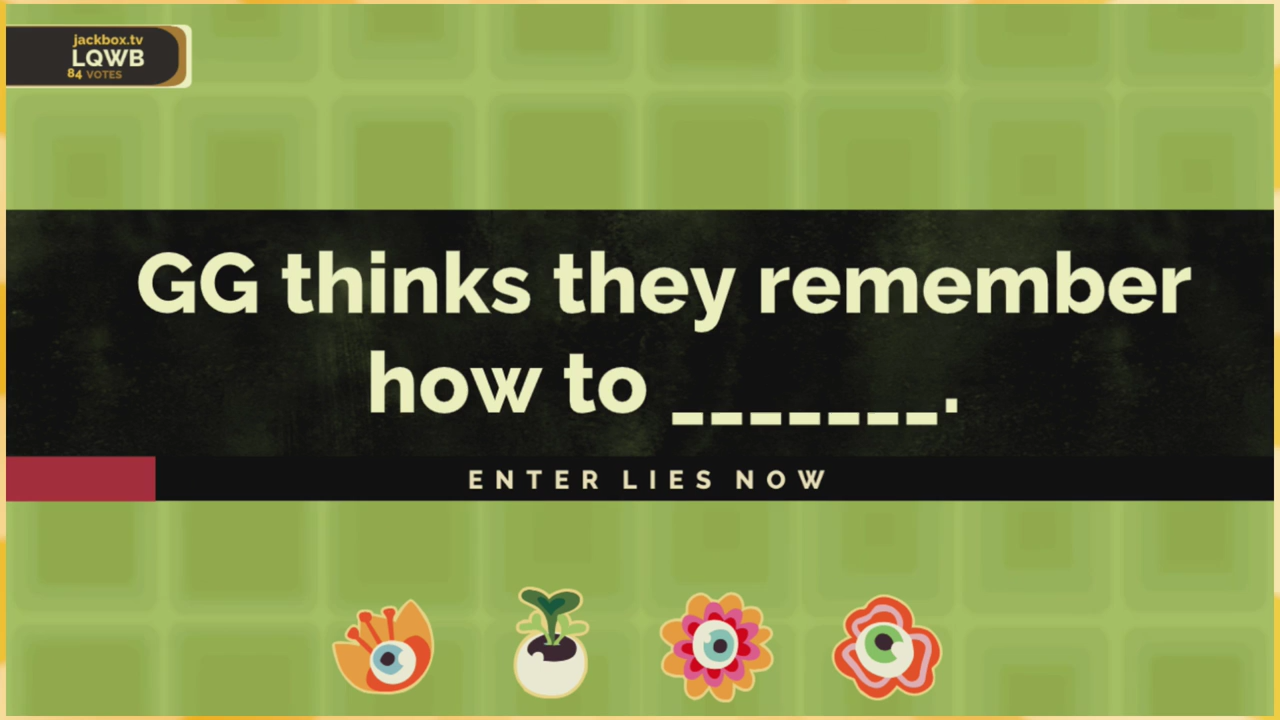 jackbox.tv
LQWB
84 VOTES
GG thinks they remember
how to _______.
ENTER LIES NOW